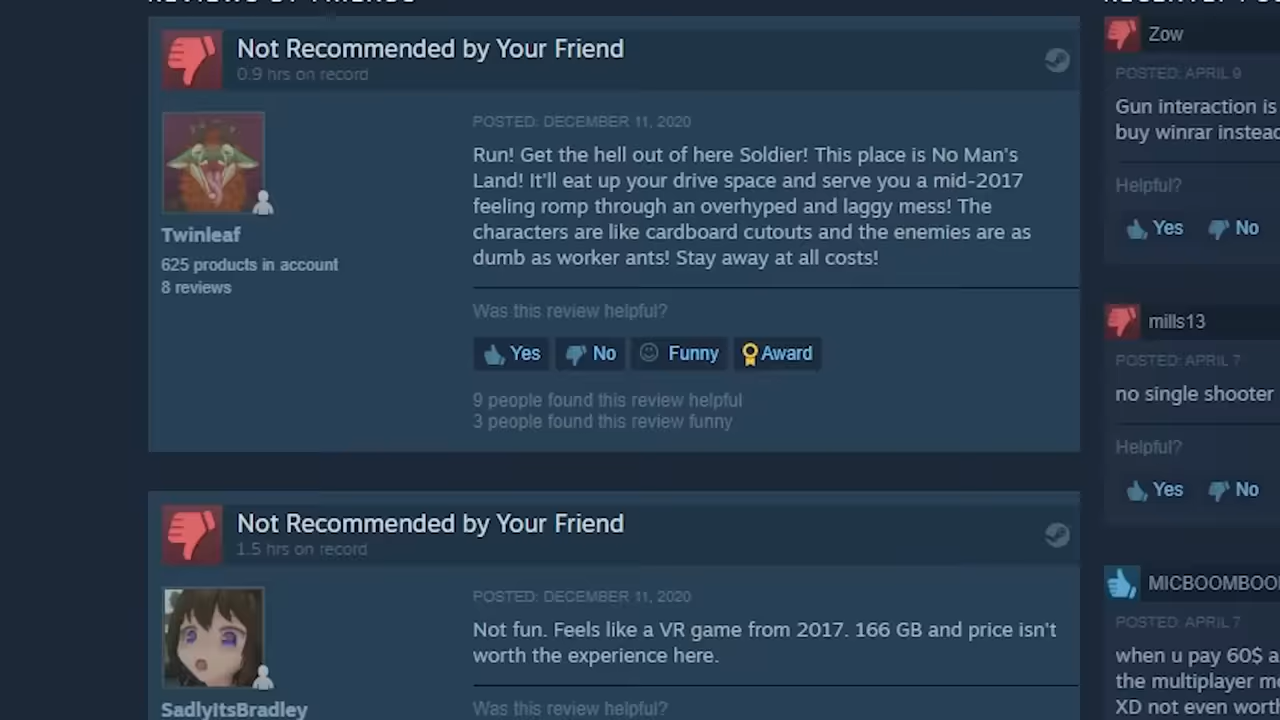 Not Recommended by Your Friend
0.9 hrs on record
POSTED: DECEMBER 11, 2020
Run! Get the hell out of here Soldier! This place is No Man's
Land! It'll eat up your drive space and serve you a mid-2017
feeling romp through an overhyped and laggy mess! The
characters are like cardboard cutouts and the enemies are as
dumb as worker ants! Stay away at all costs!
Twinleaf
625 products in account
8 reviews
Was this review helpful?
Yes No Funny Award
9 people found this review helpful
3 people found this review funny
Not Recommended by Your Friend
1.5 hrs on record
POSTED: DECEMBER 11, 2020
Not fun. Feels like a VR game from 2017. 166 GB and price isn't
worth the experience here.
SadlyItsBradley
Was this review helpful?
Zow
POSTED: APRIL 9
Gun interaction is
buy winrar instead
Helpful?
Yes No
mills13
POSTED: APRIL 7
no single shooter
Helpful?
Yes No
MICBOOMBOO
POSTED: APRIL 7
when u pay 60$ a
the multiplayer m
XD not even worth